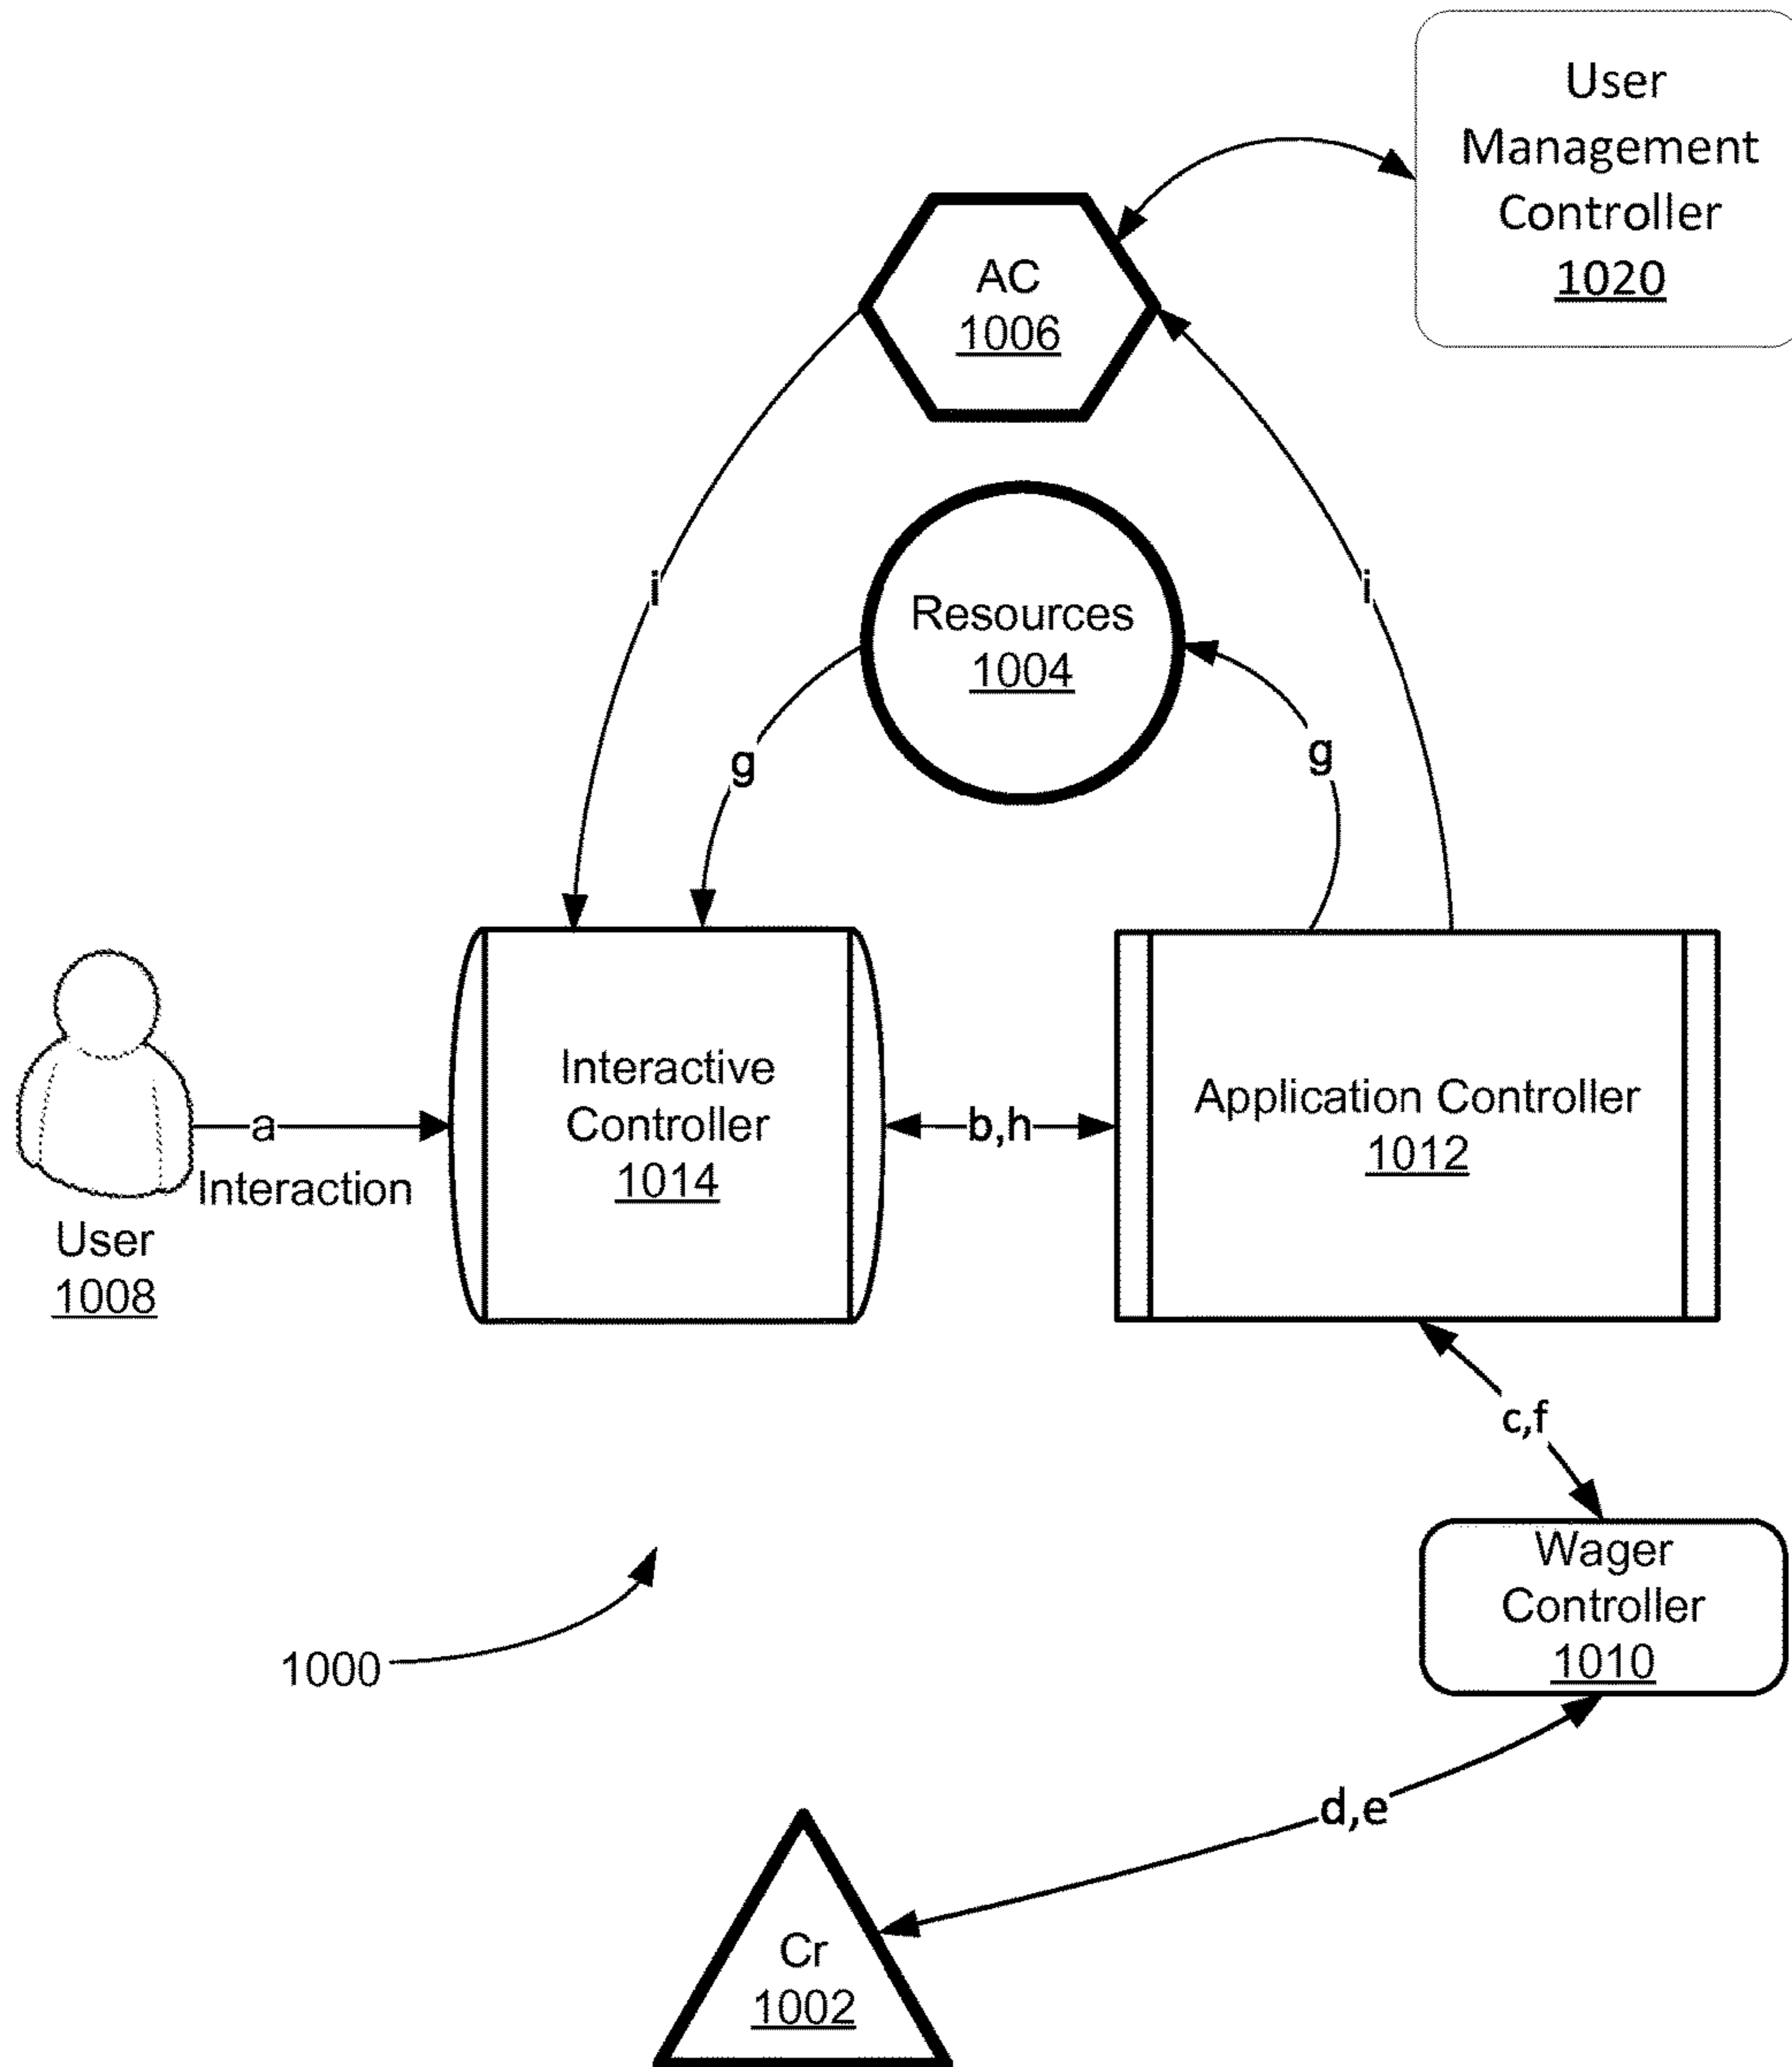 User
Management
Controller
1020
AC
1006
i
i
Resources
1004
g
g
Interactive
Controller
1014
Application Controller
1012
a
Interaction
b,h
User
1008
c,f
Wager
Controller
1010
1000
d,e
Cr
1002